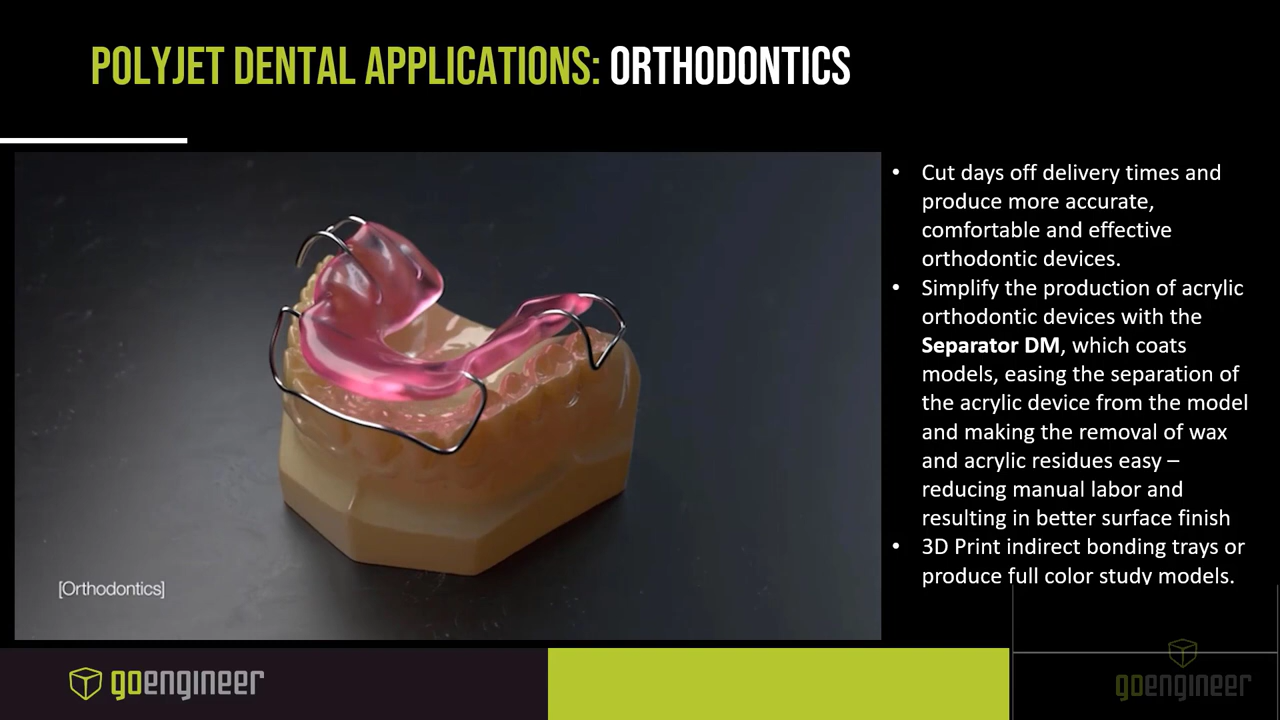 POLYJET DENTAL APPLICATIONS: ORTHODONTICS
• Cut days off delivery times and
produce more accurate,
comfortable and effective
orthodontic devices.
• Simplify the production of acrylic
orthodontic devices with the
Separator DM, which coats
models, easing the separation of
the acrylic device from the model
and making the removal of wax
and acrylic residues easy –
reducing manual labor and
resulting in better surface finish
• 3D Print indirect bonding trays or
produce full color study models.
[Orthodontics]
goengineer
goengineer